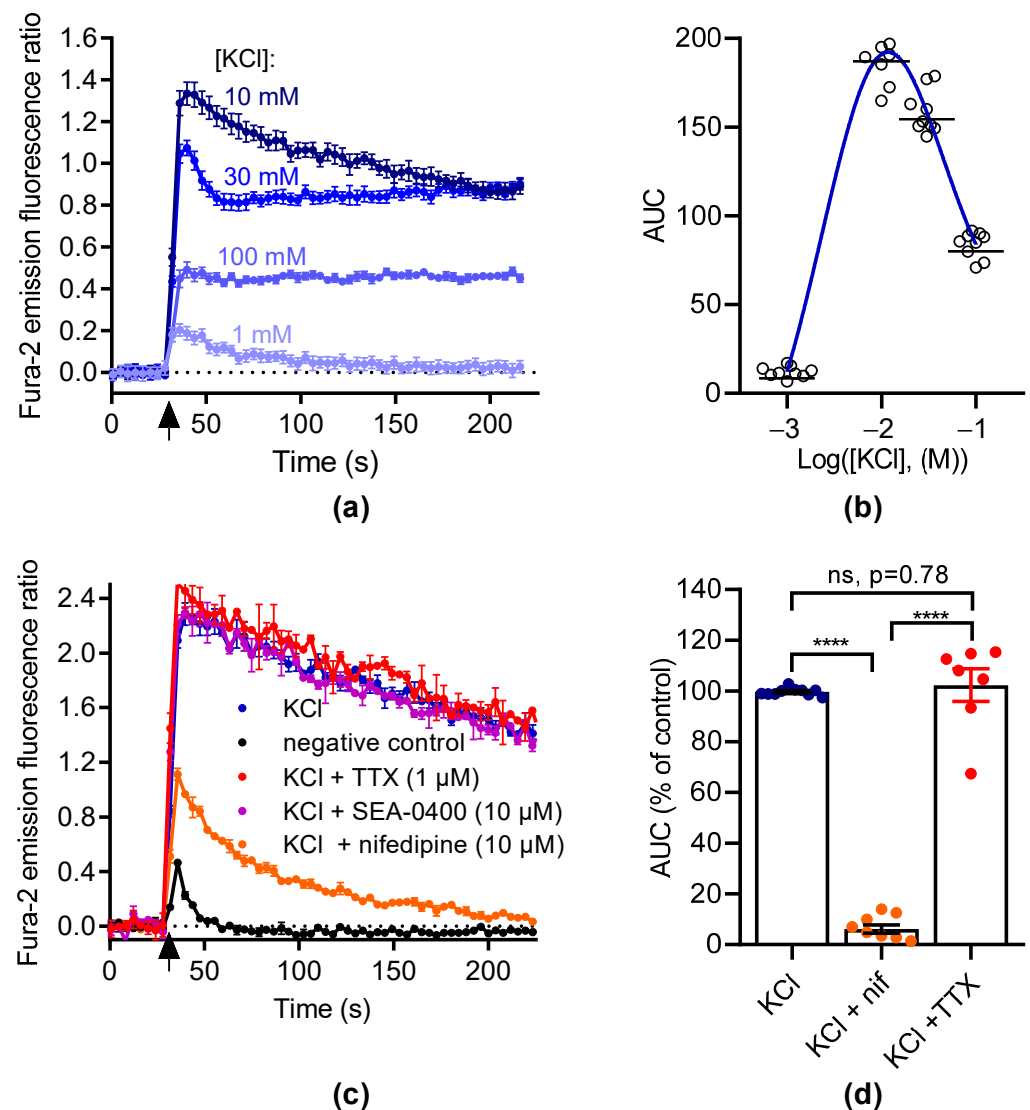 Fura-2 emission fluorescence ratio
1.6
1.4
1.2
1.0
0.8
0.6
0.4
0.2
0.0
[KCl]:
10 mM
30 mM
100 mM
1 mM
0
50
100
150
200
Time (s)
(a)
AUC
200
150
100
50
0
−3
−2
−1
Log([KCl], (M))
(b)
Fura-2 emission fluorescence ratio
2.4
2.0
1.6
1.2
0.8
0.4
0.0
KCl
negative control
KCl + TTX (1 µM)
KCl + SEA-0400 (10 µM)
KCl + nifedipine (10 µM)
0
50
100
150
200
Time (s)
(c)
AUC (% of control)
140
120
100
80
60
40
20
0
ns, p=0.78
****
****
KCl
KCl + nif
KCl +TTX
(d)